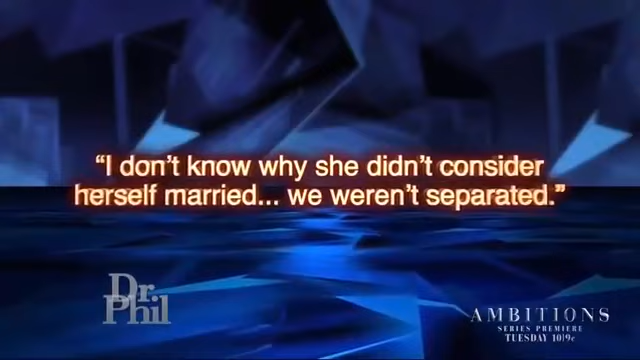 “I don’t know why she didn’t consider
herself married... we weren’t separated.”
Dr.
Phil
AMBITIONS
SERIES PREMIERE
TUESDAY 10|9c